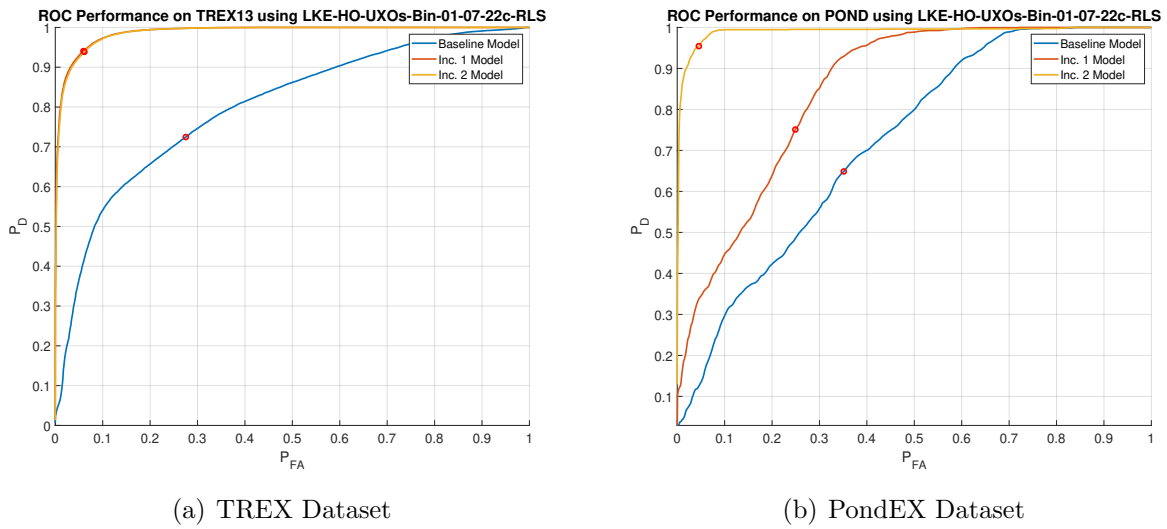 ROC Performance on TREX13 using LKE-HO-UXOs-Bin-01-07-22c-RLS
1
0.9
0.8
0.7
0.6
0.5
0.4
0.3
0.2
0.1
0
P_D
0 0.1 0.2 0.3 0.4 0.5 0.6 0.7 0.8 0.9 1
P_FA
Baseline Model
Inc. 1 Model
Inc. 2 Model
(a) TREX Dataset
ROC Performance on POND using LKE-HO-UXOs-Bin-01-07-22c-RLS
1
0.9
0.8
0.7
0.6
0.5
0.4
0.3
0.2
0.1
P_D
0 0.1 0.2 0.3 0.4 0.5 0.6 0.7 0.8 0.9 1
P_FA
Baseline Model
Inc. 1 Model
Inc. 2 Model
(b) PondEX Dataset